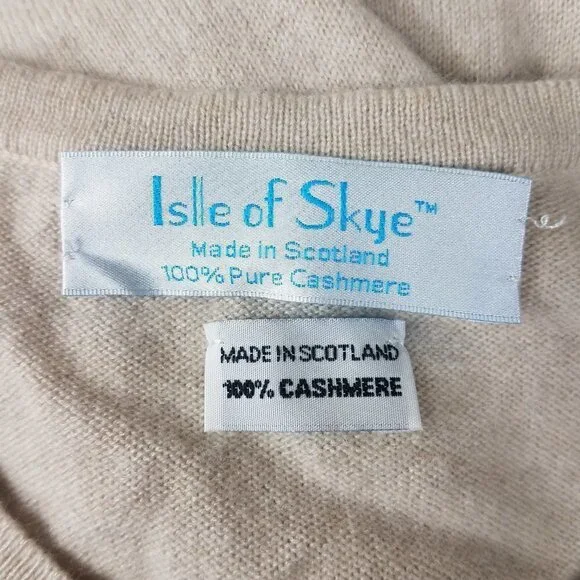 Isle of Skye™
Made in Scotland
100% Pure Cashmere
MADE IN SCOTLAND
100% CASHMERE